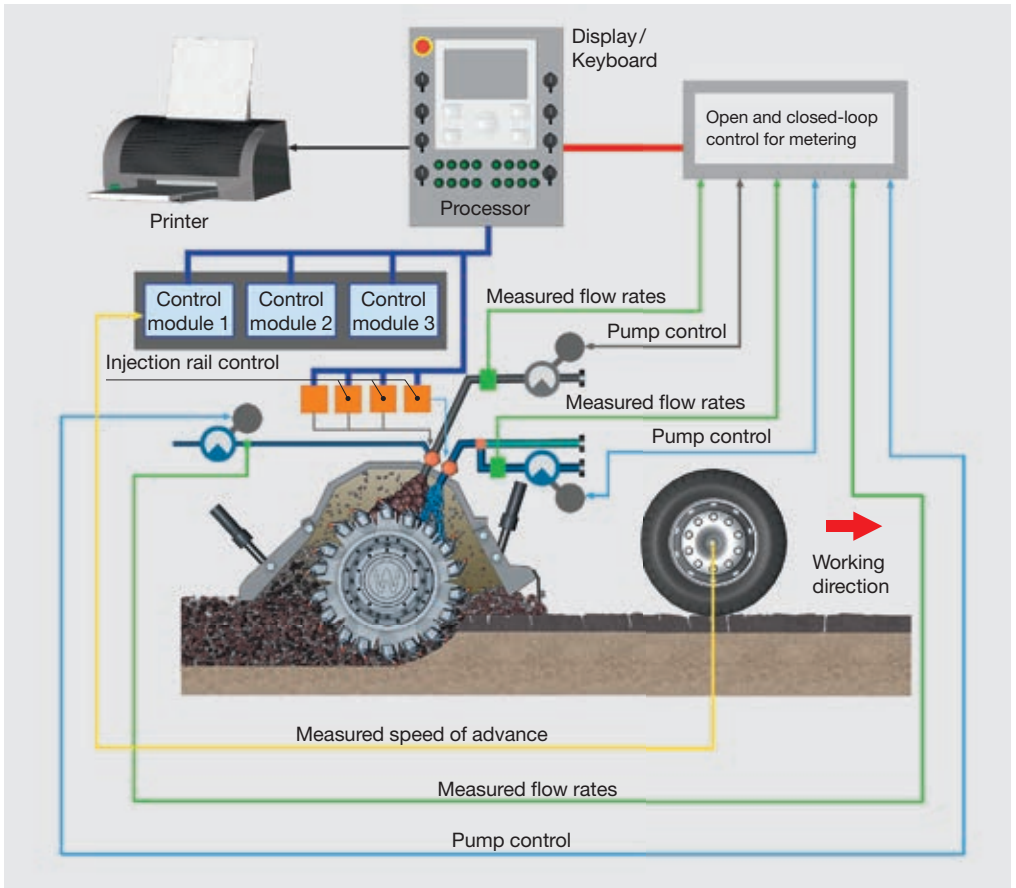 Display/
Keyboard
Open and closed-loop
control for metering
Printer
Processor
Control
module 1
Control
module 2
Control
module 3
Measured flow rates
Pump control
Injection rail control
Measured flow rates
Pump control
W
Working
direction
Measured speed of advance
Measured flow rates
Pump control